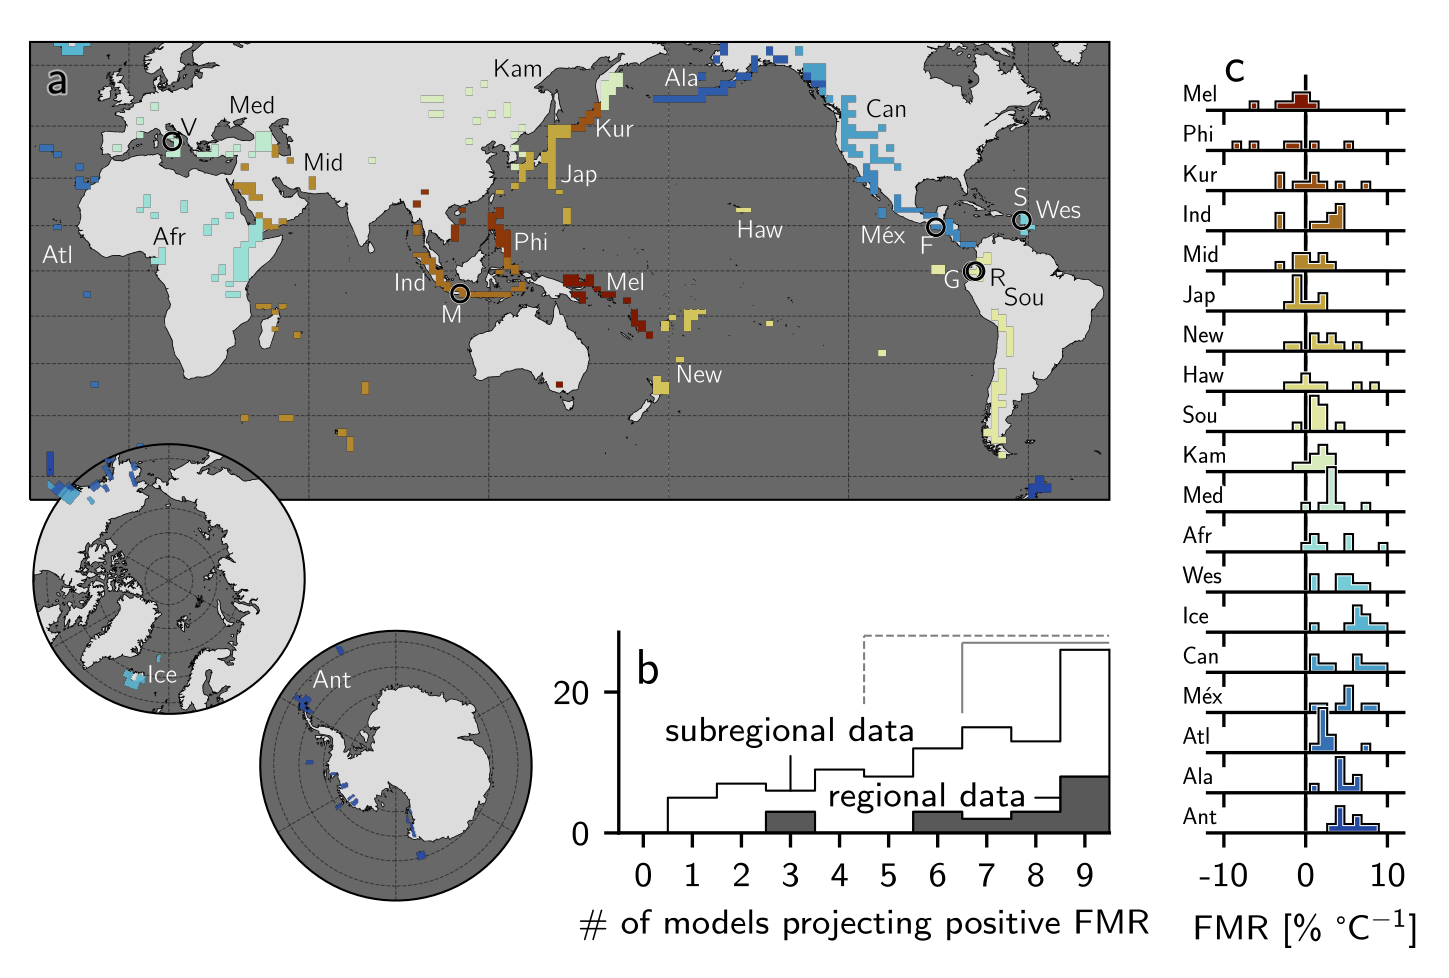 a
Kam
Ala
Med
V
Can
Kur
Mid
Jap
S
Wes
Haw
Méx
F
Afr
Phi
Atl
Ind
M
Mel
G
R
Sou
New
Ice
Ant
b
20
0
subregional data
regional data
0 1 2 3 4 5 6 7 8 9
# of models projecting positive FMR
c
Mel
Phi
Kur
Ind
Mid
Jap
New
Haw
Sou
Kam
Med
Afr
Wes
Ice
Can
Méx
Atl
Ala
Ant
-10 0 10
FMR [% °C⁻¹]